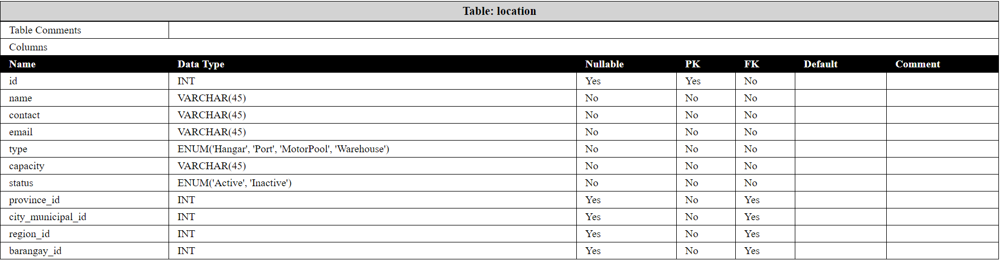 Table: location
Table Comments
Columns
Name Data Type Nullable PK FK Default Comment
id INT Yes Yes No
name VARCHAR(45) No No No
contact VARCHAR(45) No No No
email VARCHAR(45) No No No
type ENUM('Hangar', 'Port', 'MotorPool', 'Warehouse') No No No
capacity VARCHAR(45) No No No
status ENUM('Active', 'Inactive') No No No
province_id INT Yes No Yes
city_municipal_id INT Yes No Yes
region_id INT Yes No Yes
barangay_id INT Yes No Yes